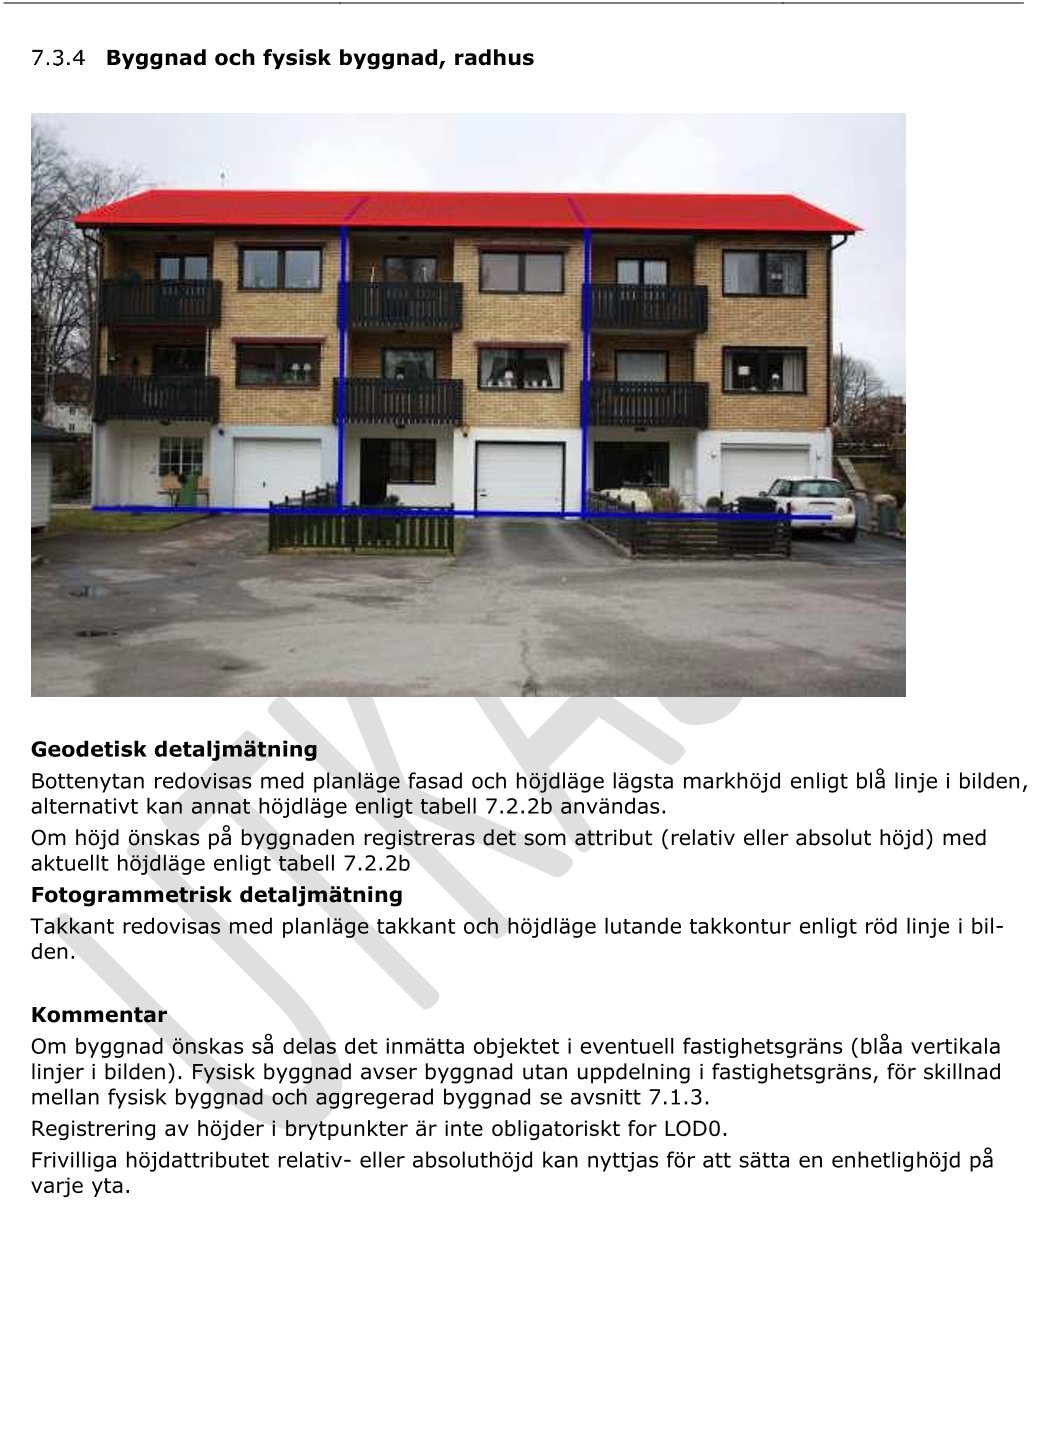 7.3.4 Byggnad och fysisk byggnad, radhus
Geodetisk detaljmätning
Bottenytan redovisas med planläge fasad och höjdläge lägsta markhöjd enligt blå linje i bilden,
alternativt kan annat höjdläge enligt tabell 7.2.2b användas.
Om höjd önskas på byggnaden registreras det som attribut (relativ eller absolut höjd) med
aktuellt höjdläge enligt tabell 7.2.2b
Fotogrammetrisk detaljmätning
Takkant redovisas med planläge takkant och höjdläge lutande takkontur enligt röd linje i bil-
den.
Kommentar
Om byggnad önskas så delas det inmätta objektet i eventuell fastighetsgräns (blåa vertikala
linjer i bilden). Fysisk byggnad avser byggnad utan uppdelning i fastighetsgräns, för skillnad
mellan fysisk byggnad och aggregerad byggnad se avsnitt 7.1.3.
Registrering av höjder i brytpunkter är inte obligatoriskt for LOD0.
Frivilliga höjdattributet relativ- eller absoluthöjd kan nyttjas för att sätta en enhetlighöjd på
varje yta.
UTKAST